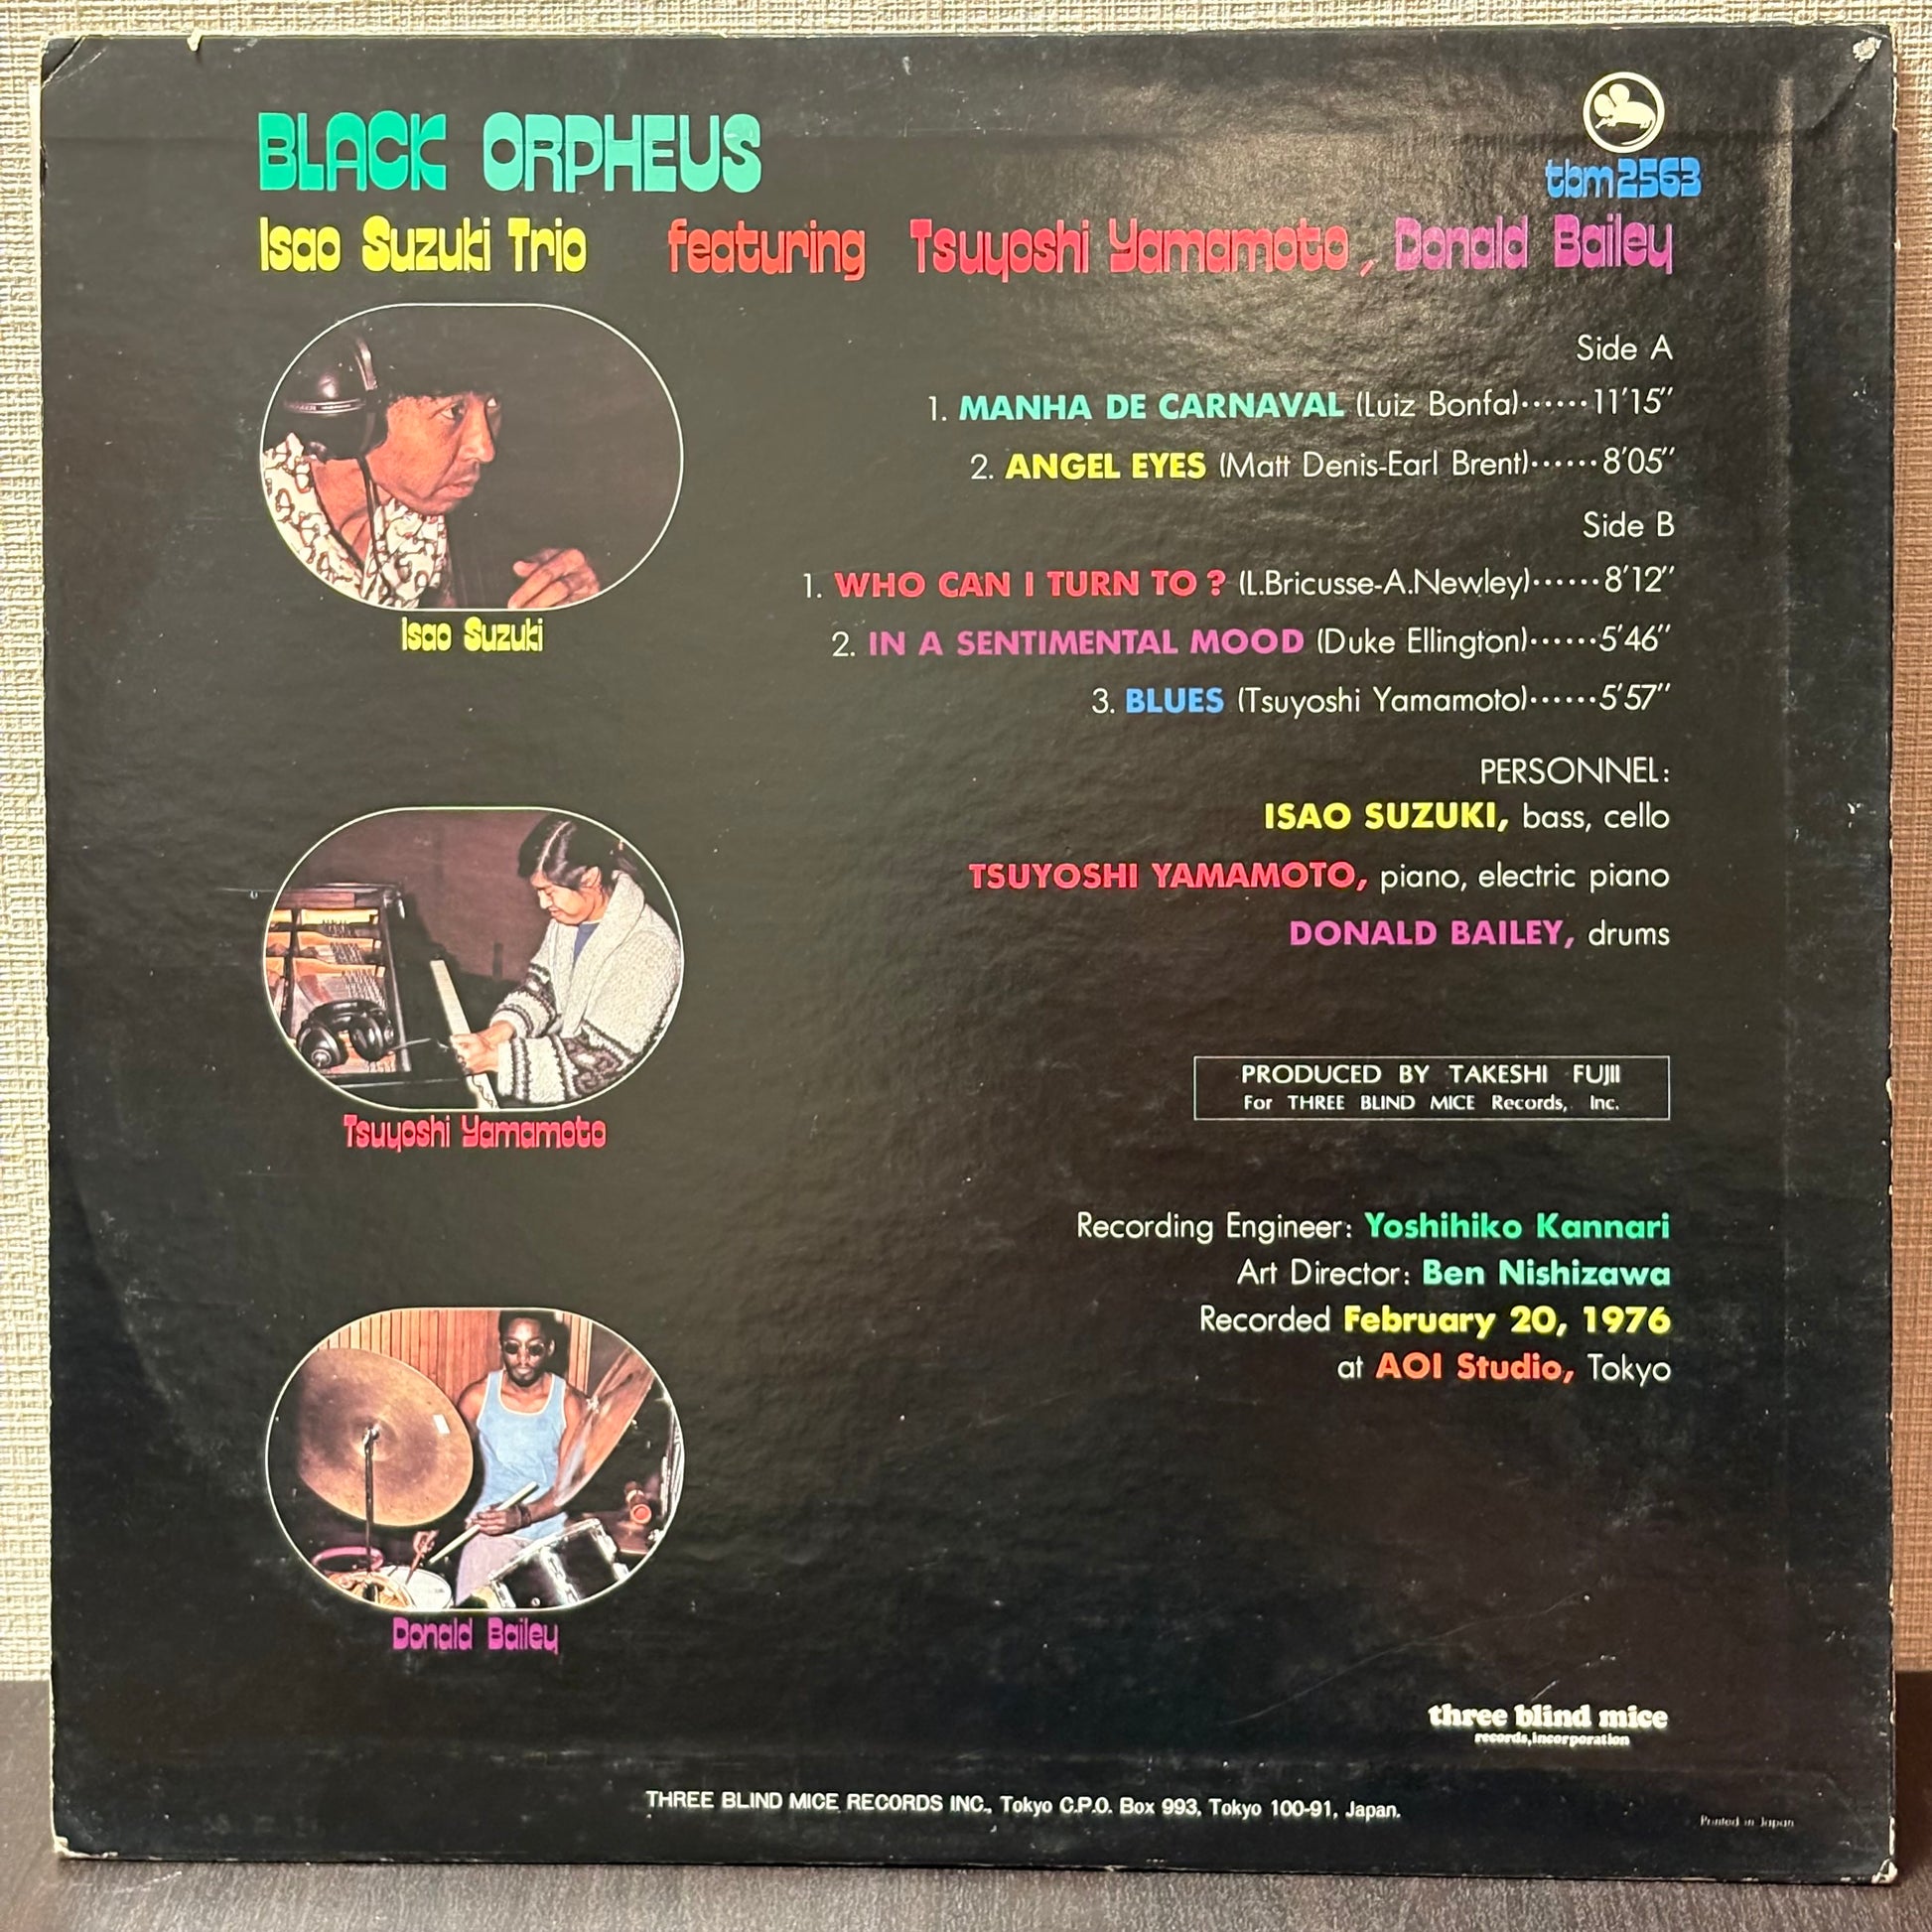 BLACK ORPHEUS
tbm2563
Isao Suzuki Trio featuring Tsuyoshi Yamamoto, Donald Bailey
Side A
1. MANHA DE CARNAVAL (Luiz Bonfa)······11′15″
2. ANGEL EYES (Matt Denis-Earl Brent)······8′05″
Side B
1. WHO CAN I TURN TO? (L.Bricusse-A.Newley)······8′12″
2. IN A SENTIMENTAL MOOD (Duke Ellington)······5′46″
3. BLUES (Tsuyoshi Yamamoto)······5′57″
Isao Suzuki
PERSONNEL:
ISAO SUZUKI, bass, cello
TSUYOSHI YAMAMOTO, piano, electric piano
DONALD BAILEY, drums
Tsuyoshi Yamamoto
PRODUCED BY TAKESHI FUJII
For THREE BLIND MICE Records, Inc.
Recording Engineer: Yoshihiko Kannari
Art Director: Ben Nishizawa
Recorded February 20, 1976
at AOI Studio, Tokyo
Donald Bailey
three blind mice
records,incorporation
THREE BLIND MICE RECORDS INC., Tokyo C.P.O. Box 993, Tokyo 100-91, Japan.
Printed in Japan